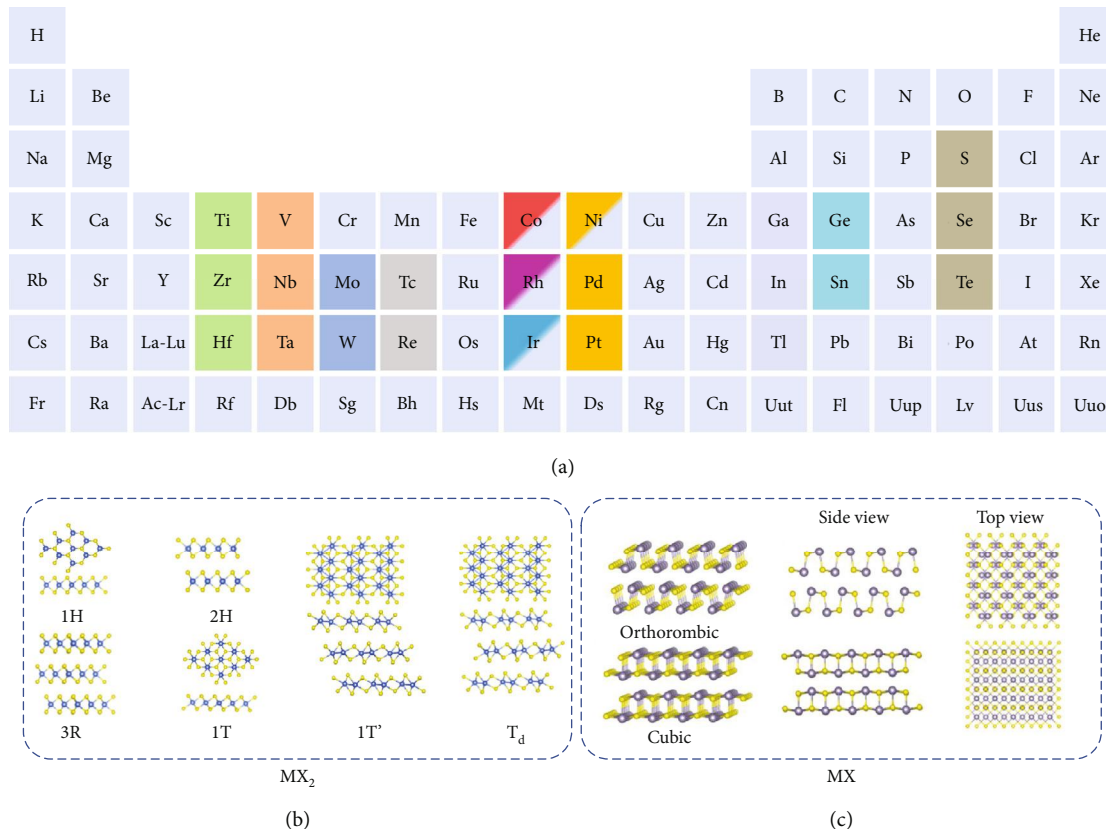 H He
Li Be B C N O F Ne
Na Mg Al Si P S Cl Ar
K Ca Sc Ti V Cr Mn Fe Co Ni Cu Zn Ga Ge As Se Br Kr
Rb Sr Y Zr Nb Mo Tc Ru Rh Pd Ag Cd In Sn Sb Te I Xe
Cs Ba La-Lu Hf Ta W Re Os Ir Pt Au Hg Tl Pb Bi Po At Rn
Fr Ra Ac-Lr Rf Db Sg Bh Hs Mt Ds Rg Cn Uut Fl Uup Lv Uus Uuo
(a)
1H 2H
3R 1T 1T’ T_d
MX₂
(b)
Side view Top view
Orthorombic
Cubic
MX
(c)